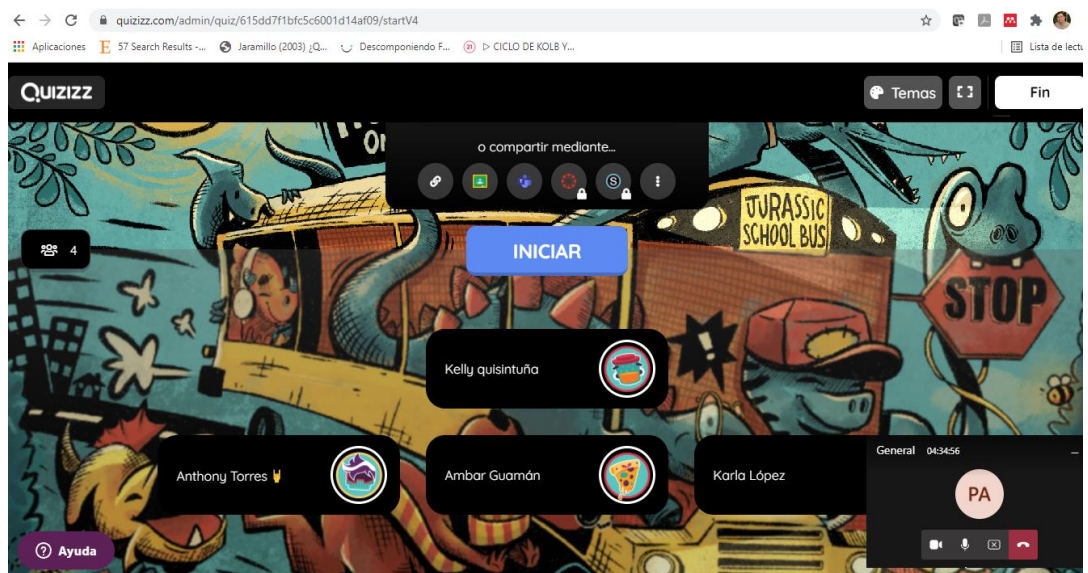 quizizz.com/admin/quiz/615dd7f1bfc5c6001d14af09/startV4
Aplicaciones 57 Search Results -... Jaramillo (2003) ¿Q... Descomponiendo F... ▷ CICLO DE KOLB Y... Lista de lectu
QUIZIZZ Temas Fin
o compartir mediante...
JURASSIC
SCHOOL BUS
4
INICIAR
STOP
Kelly quisintuña
General 04:34:56
Anthony Torres 🤘 Ambar Guamán Karla López
PA
Ayuda